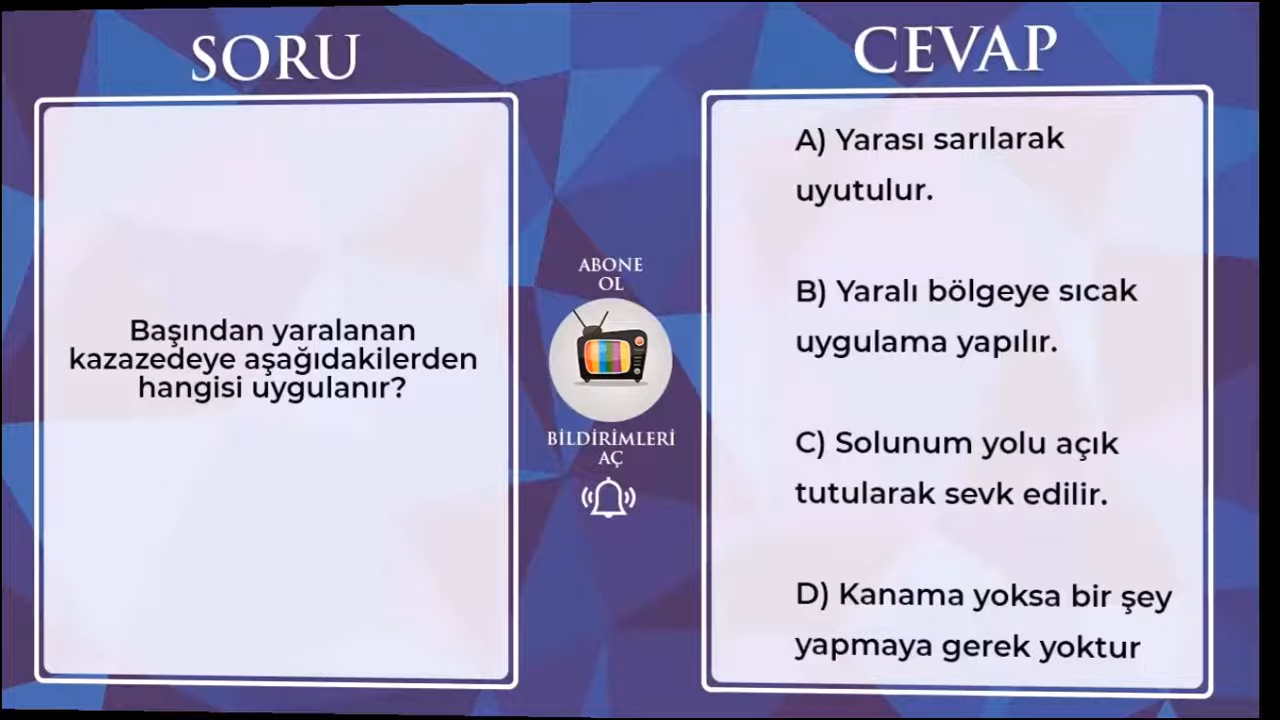 SORU
Başından yaralanan
kazazedeye aşağıdakilerden
hangisi uygulanır?
ABONE
OL
BİLDİRİMLERİ
AÇ
CEVAP
A) Yarası sarılarak
uyutulur.
B) Yaralı bölgeye sıcak
uygulama yapılır.
C) Solunum yolu açık
tutularak sevk edilir.
D) Kanama yoksa bir şey
yapmaya gerek yoktur